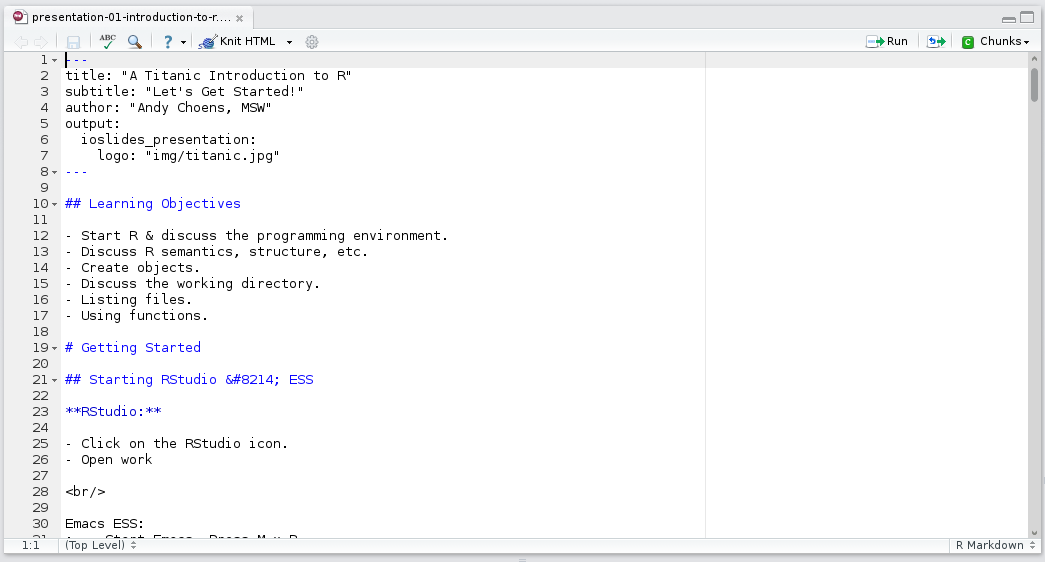 presentation-01-introduction-to-r....
ABC
? Knit HTML Run Chunks
1 ---
2 title: "A Titanic Introduction to R"
3 subtitle: "Let's Get Started!"
4 author: "Andy Choens, MSW"
5 output:
6 ioslides_presentation:
7 logo: "img/titanic.jpg"
8 ---
9
10 ## Learning Objectives
11
12 - Start R & discuss the programming environment.
13 - Discuss R semantics, structure, etc.
14 - Create objects.
15 - Discuss the working directory.
16 - Listing files.
17 - Using functions.
18
19 # Getting Started
20
21 ## Starting RStudio &#8214; ESS
22
23 **RStudio:**
24
25 - Click on the RStudio icon.
26 - Open work
27
28 <br/>
29
30 Emacs ESS:
1:1 (Top Level) R Markdown